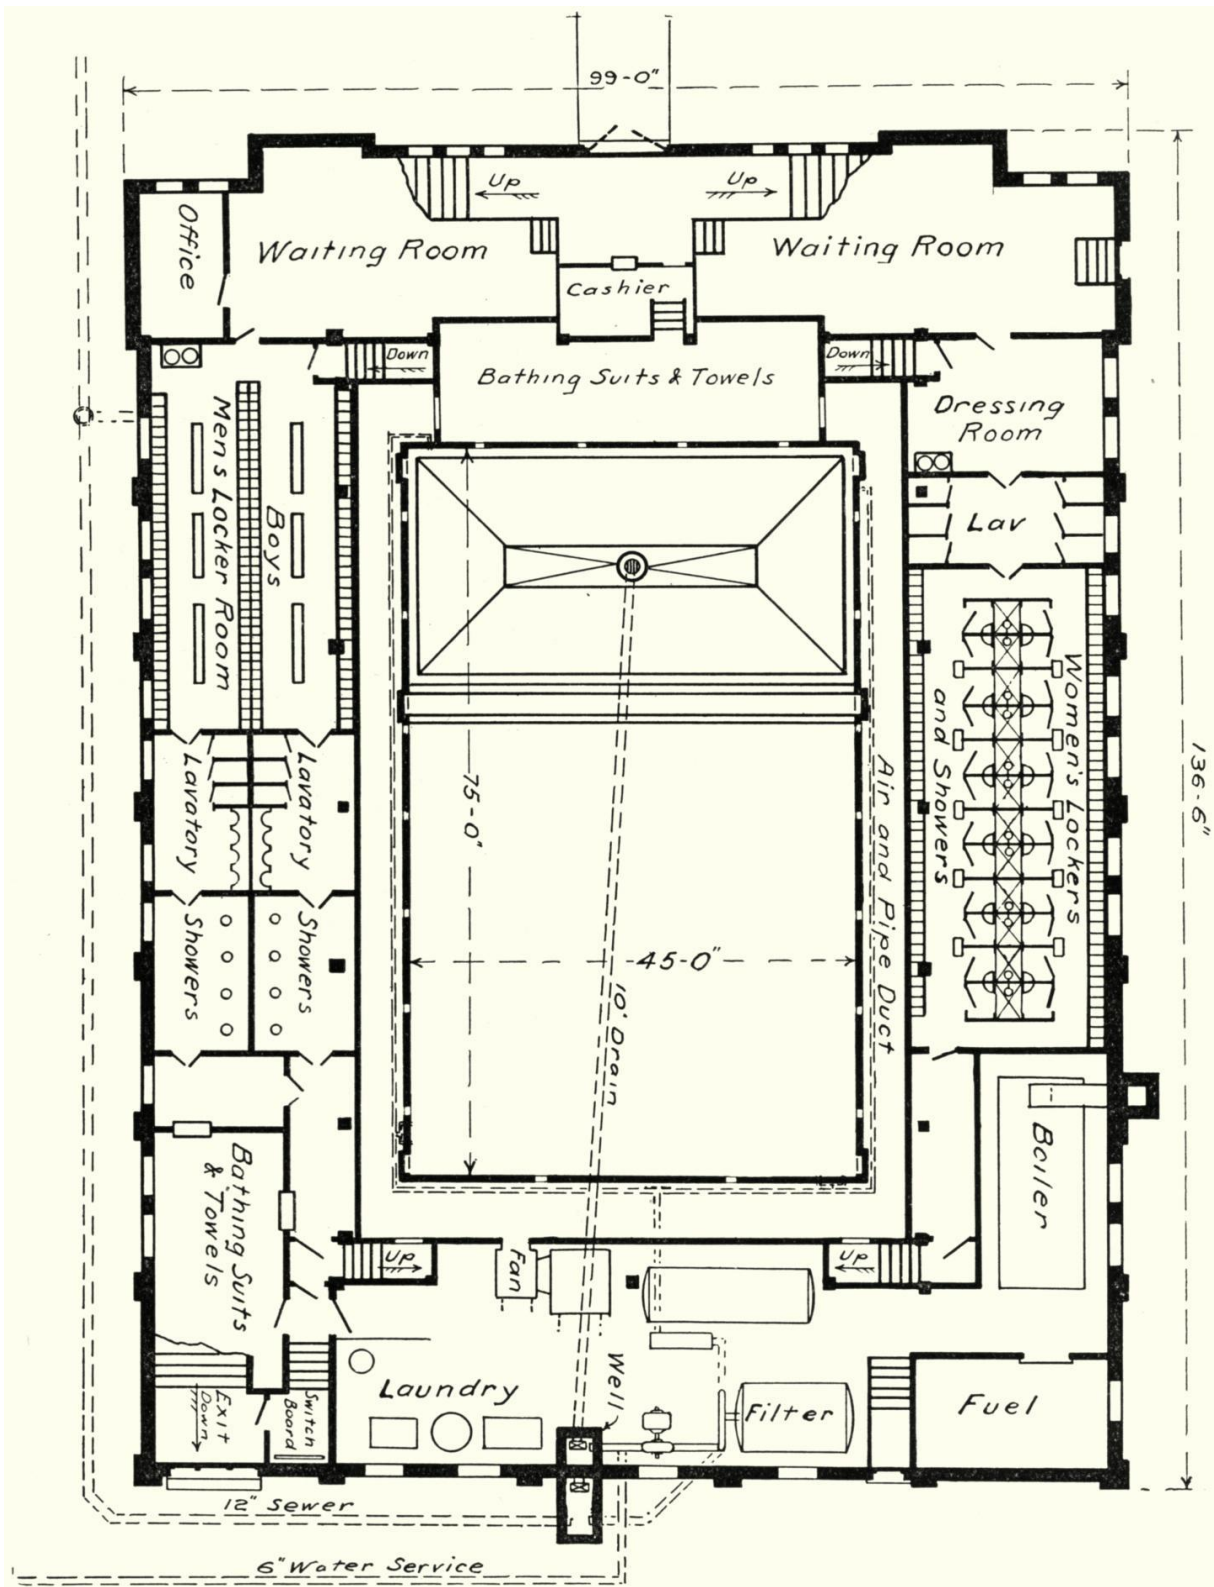 99-0"
Up
Up
Office
Waiting Room
Waiting Room
Cashier
Down
Bathing Suits & Towels
Down
Dressing
Room
Men's Locker Room
Boys
Lav
Women's Lockers
and Showers
136-6"
75-0"
Lavatory
Lavatory
Air and Pipe Duct
Showers
Showers
45-0"
10" Drain
Boiler
Bathing Suits
& Towels
Up
Fan
Up
Well
Laundry
Filter
Fuel
Exit
Down
Switch
Board
12" Sewer
6" Water Service